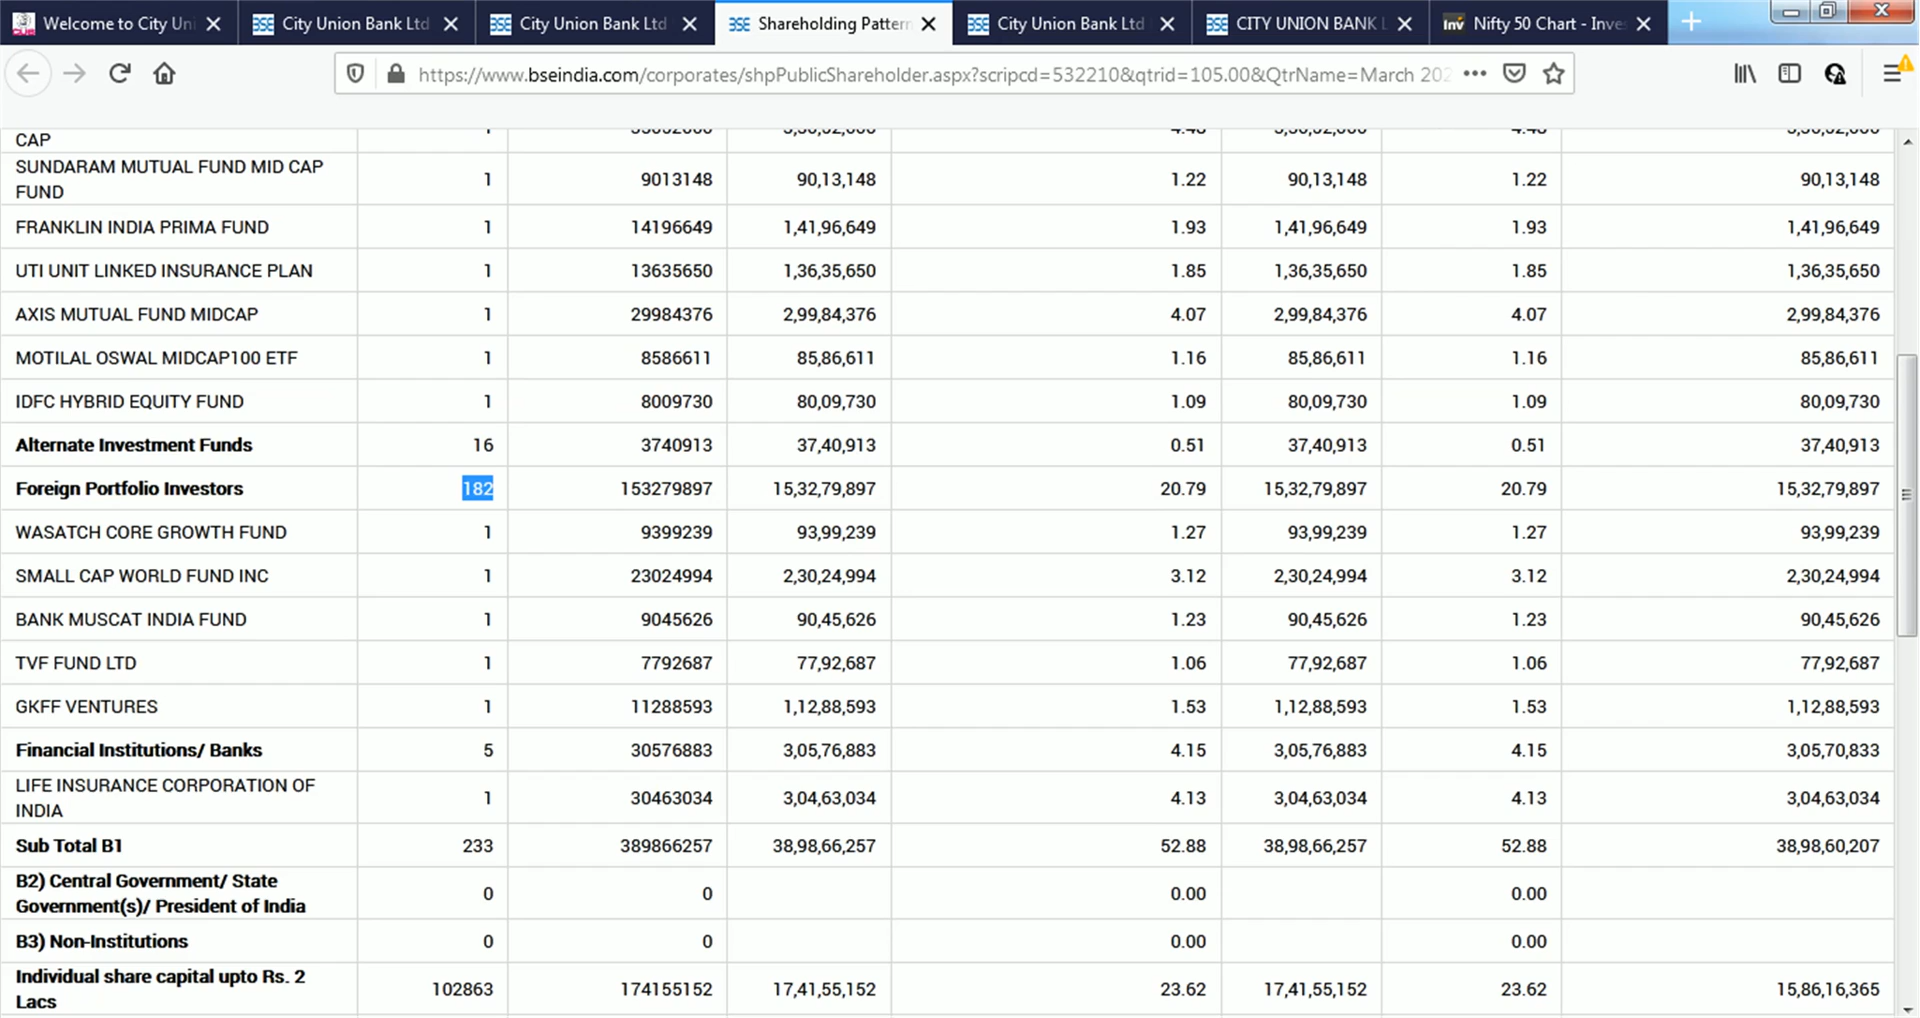 Welcome to City Uni
City Union Bank Ltd
City Union Bank Ltd
Shareholding Pattern
City Union Bank Ltd
CITY UNION BANK L
Inv Nifty 50 Chart - Inve
https://www.bseindia.com/corporates/shpPublicShareholder.aspx?scripcd=532210&qtrid=105.00&QtrName=March 202
CAP
SUNDARAM MUTUAL FUND MID CAP
FUND
1 9013148 90,13,148 1.22 90,13,148 1.22 90,13,148
FRANKLIN INDIA PRIMA FUND 1 14196649 1,41,96,649 1.93 1,41,96,649 1.93 1,41,96,649
UTI UNIT LINKED INSURANCE PLAN 1 13635650 1,36,35,650 1.85 1,36,35,650 1.85 1,36,35,650
AXIS MUTUAL FUND MIDCAP 1 29984376 2,99,84,376 4.07 2,99,84,376 4.07 2,99,84,376
MOTILAL OSWAL MIDCAP100 ETF 1 8586611 85,86,611 1.16 85,86,611 1.16 85,86,611
IDFC HYBRID EQUITY FUND 1 8009730 80,09,730 1.09 80,09,730 1.09 80,09,730
Alternate Investment Funds 16 3740913 37,40,913 0.51 37,40,913 0.51 37,40,913
Foreign Portfolio Investors 182 153279897 15,32,79,897 20.79 15,32,79,897 20.79 15,32,79,897
WASATCH CORE GROWTH FUND 1 9399239 93,99,239 1.27 93,99,239 1.27 93,99,239
SMALL CAP WORLD FUND INC 1 23024994 2,30,24,994 3.12 2,30,24,994 3.12 2,30,24,994
BANK MUSCAT INDIA FUND 1 9045626 90,45,626 1.23 90,45,626 1.23 90,45,626
TVF FUND LTD 1 7792687 77,92,687 1.06 77,92,687 1.06 77,92,687
GKFF VENTURES 1 11288593 1,12,88,593 1.53 1,12,88,593 1.53 1,12,88,593
Financial Institutions/ Banks 5 30576883 3,05,76,883 4.15 3,05,76,883 4.15 3,05,70,833
LIFE INSURANCE CORPORATION OF
INDIA
1 30463034 3,04,63,034 4.13 3,04,63,034 4.13 3,04,63,034
Sub Total B1 233 389866257 38,98,66,257 52.88 38,98,66,257 52.88 38,98,60,207
B2) Central Government/ State
Government(s)/ President of India
0 0 0.00 0.00
B3) Non-Institutions 0 0 0.00 0.00
Individual share capital upto Rs. 2
Lacs
102863 174155152 17,41,55,152 23.62 17,41,55,152 23.62 15,86,16,365